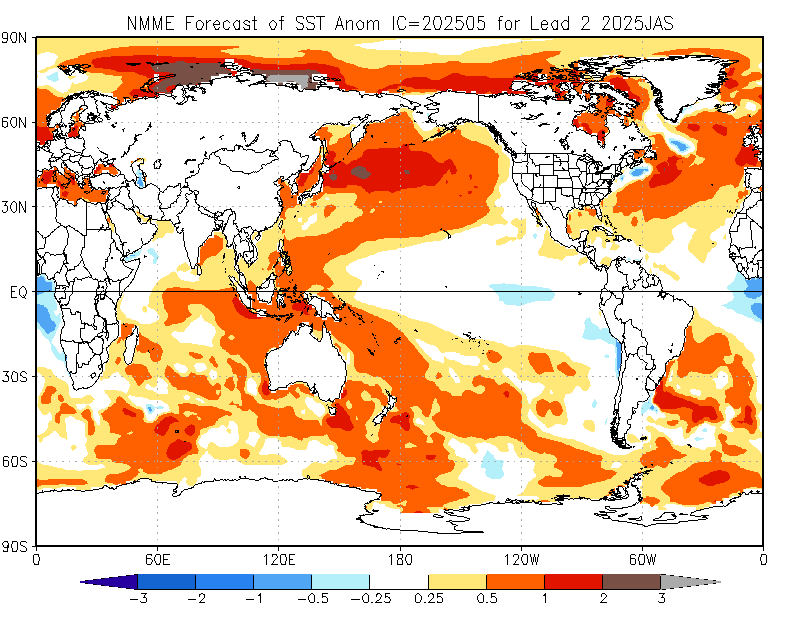 NMME Forecast of SST Anom IC=202505 for Lead 2 2025JAS
90N
60N
30N
EQ
30S
60S
90S
0 60E 120E 180 120W 60W 0
-3 -2 -1 -0.5 -0.25 0.25 0.5 1 2 3